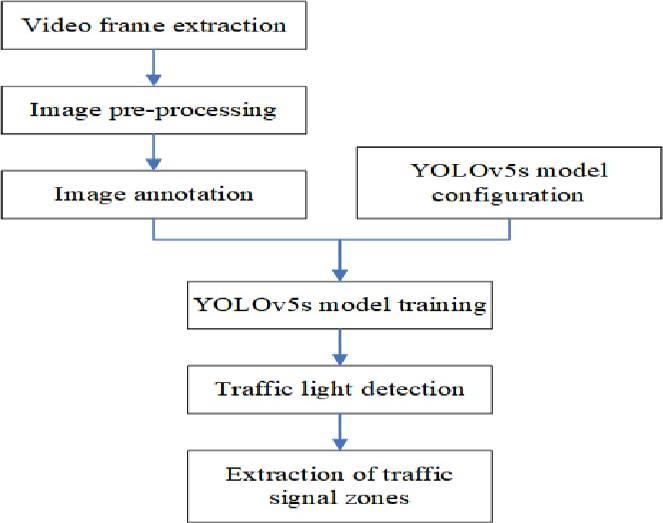 Video frame extraction
Image pre-processing
Image annotation
YOLOv5s model
configuration
YOLOv5s model training
Traffic light detection
Extraction of traffic
signal zones